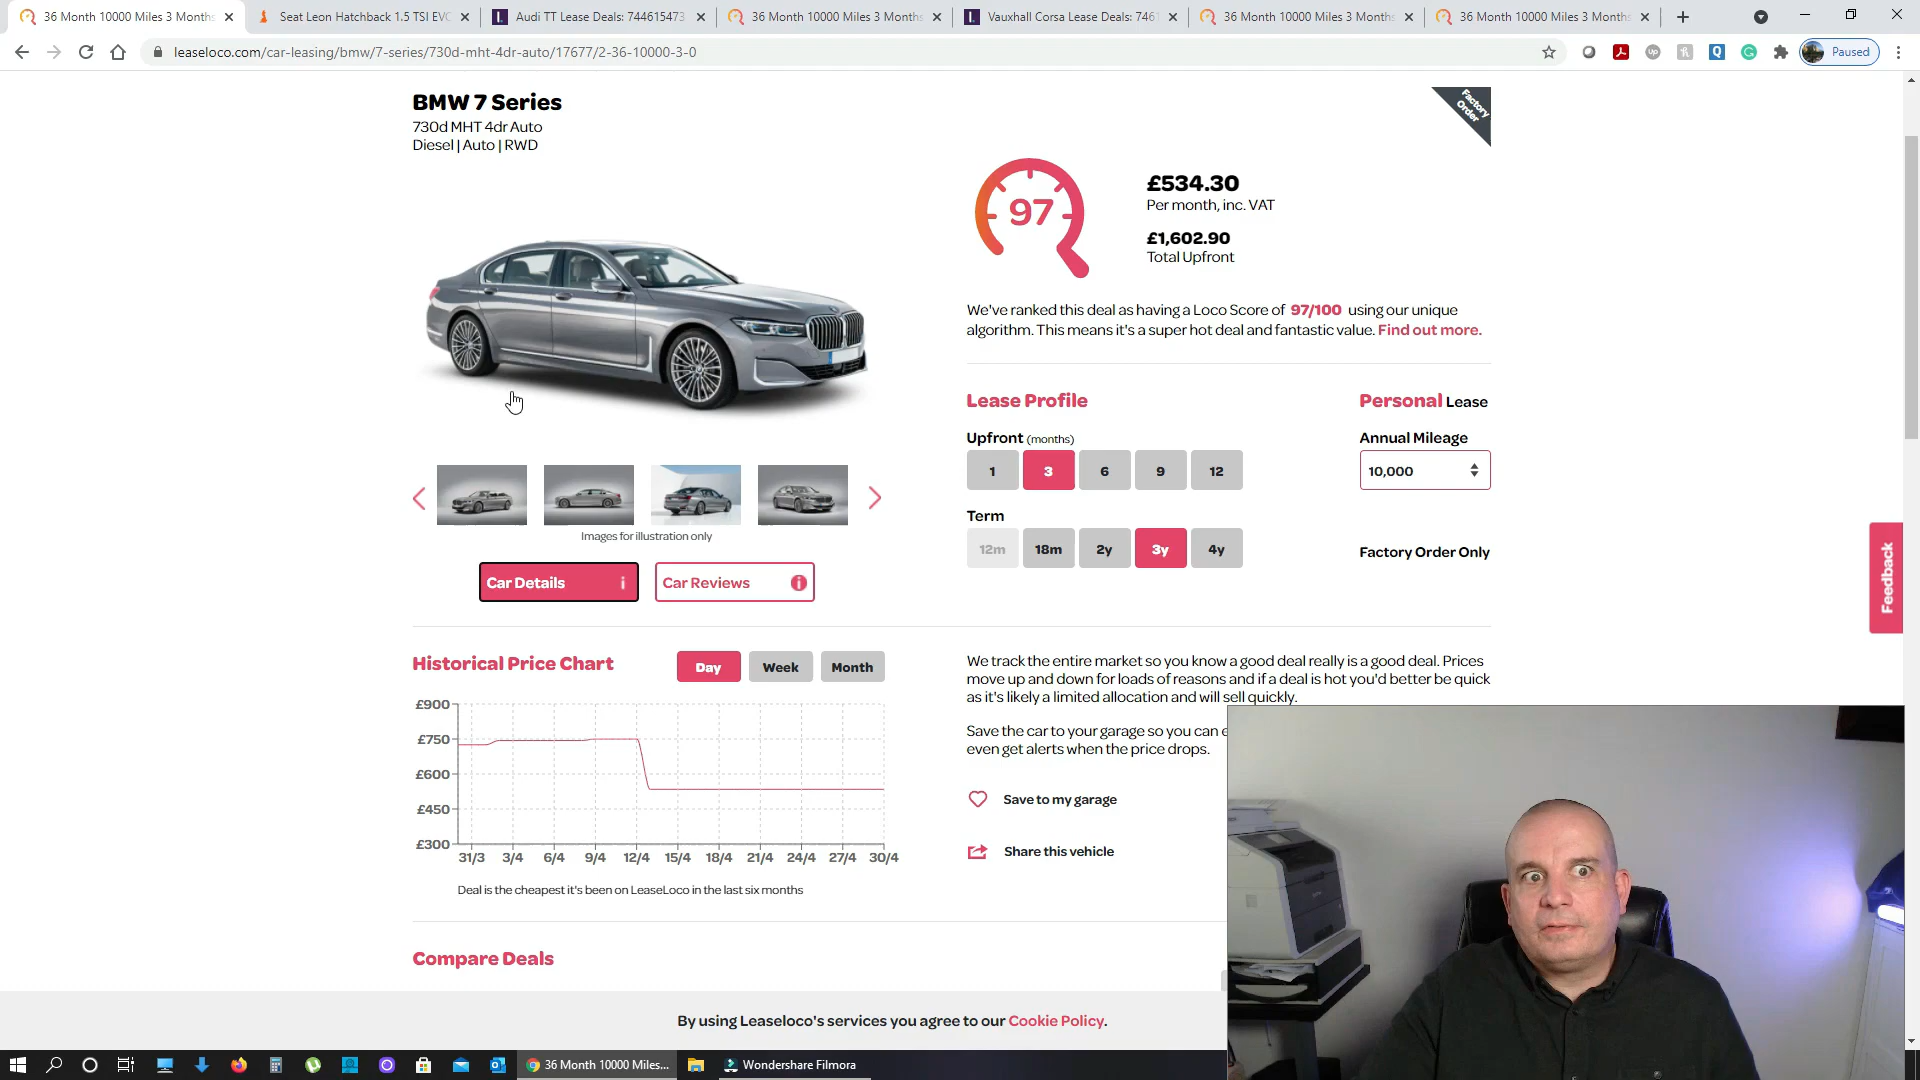 36 Month 10000 Miles 3 Months
Seat Leon Hatchback 1.5 TSI EVO
Audi TT Lease Deals: 744615473
36 Month 10000 Miles 3 Months
Vauxhall Corsa Lease Deals: 7461
36 Month 10000 Miles 3 Months
36 Month 10000 Miles 3 Months
leaseloco.com/car-leasing/bmw/7-series/730d-mht-4dr-auto/17677/2-36-10000-3-0
Paused
BMW 7 Series
730d MHT 4dr Auto
Diesel | Auto | RWD
Factory
Order
97
£534.30
Per month, inc. VAT
£1,602.90
Total Upfront
We've ranked this deal as having a Loco Score of 97/100 using our unique
algorithm. This means it's a super hot deal and fantastic value. Find out more.
Lease Profile
Personal Lease
Upfront (months)
Annual Mileage
1 3 6 9 12
10,000
Term
12m 18m 2y 3y 4y
Factory Order Only
Images for illustration only
Car Details i
Car Reviews i
Feedback
Historical Price Chart
Day Week Month
£900
£750
£600
£450
£300
31/3 3/4 6/4 9/4 12/4 15/4 18/4 21/4 24/4 27/4 30/4
Deal is the cheapest it's been on LeaseLoco in the last six months
We track the entire market so you know a good deal really is a good deal. Prices
move up and down for loads of reasons and if a deal is hot you'd better be quick
as it's likely a limited allocation and will sell quickly.
Save the car to your garage so you can
even get alerts when the price drops.
Save to my garage
Share this vehicle
Compare Deals
By using Leaseloco's services you agree to our Cookie Policy.
36 Month 10000 Miles...
Wondershare Filmora